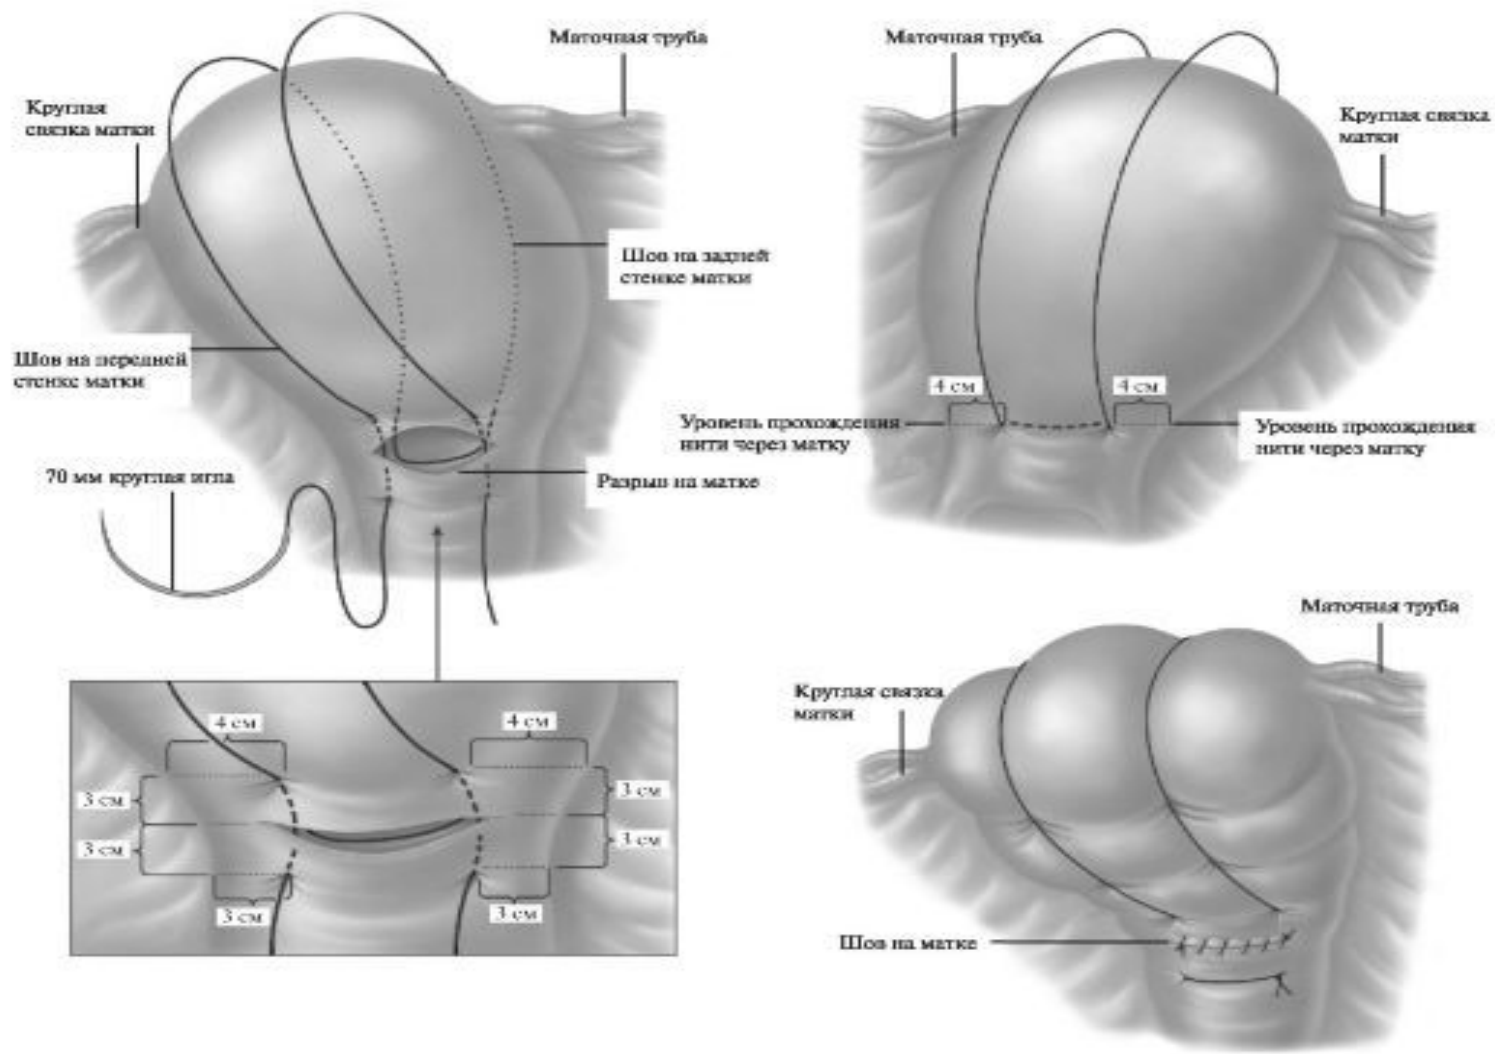 Маточная труба
Круглая
связка матки
Шов на задней
стенке матки
Шов на передней
стенке матки
70 мм круглая игла
Разрыв на матке
Маточная труба
Круглая связка
матки
4 см
4 см
Уровень прохождения
нити через матку
Уровень прохождения
нити через матку
4 см
4 см
3 см
3 см
3 см
3 см
3 см
3 см
Маточная труба
Круглая связка
матки
Шов на матке